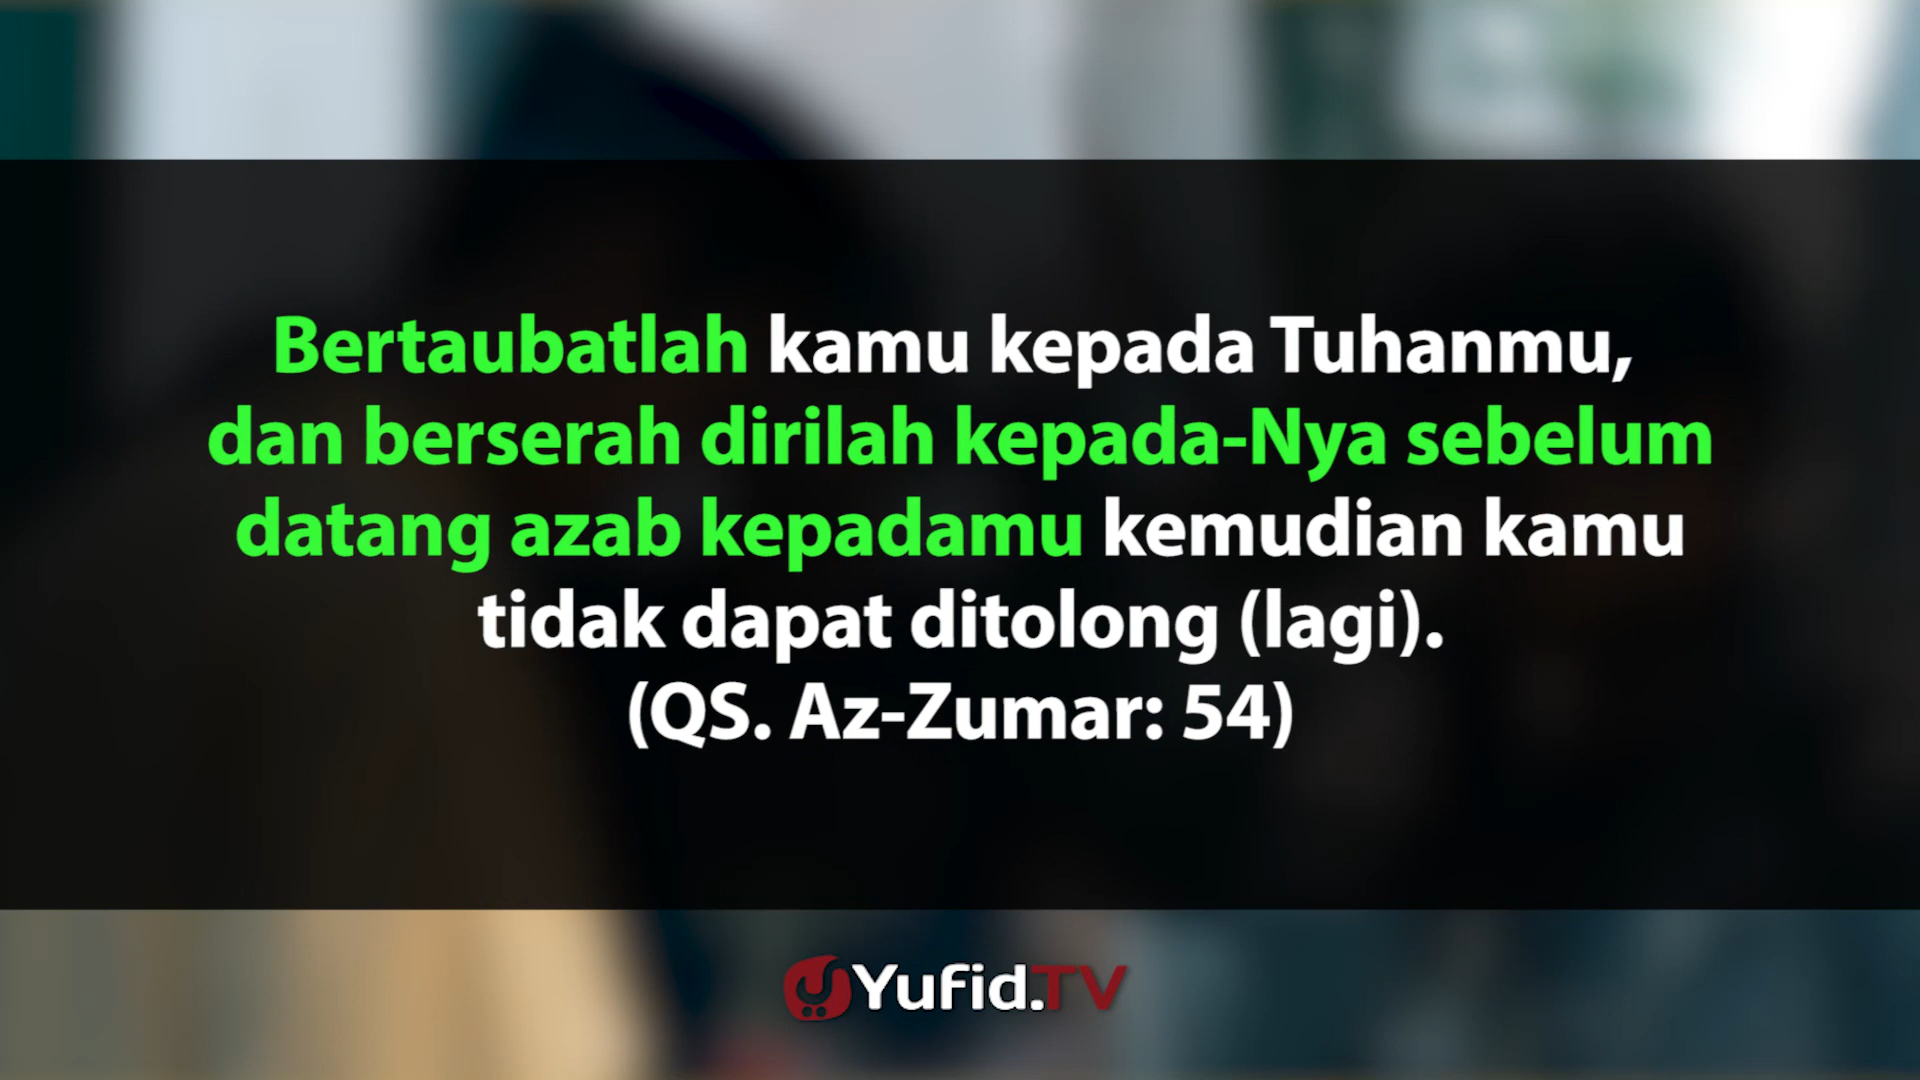 Bertaubatlah kamu kepada Tuhanmu,
dan berserah dirilah kepada-Nya sebelum
datang azab kepadamu kemudian kamu
tidak dapat ditolong (lagi).
(QS. Az-Zumar: 54)
Yufid.TV